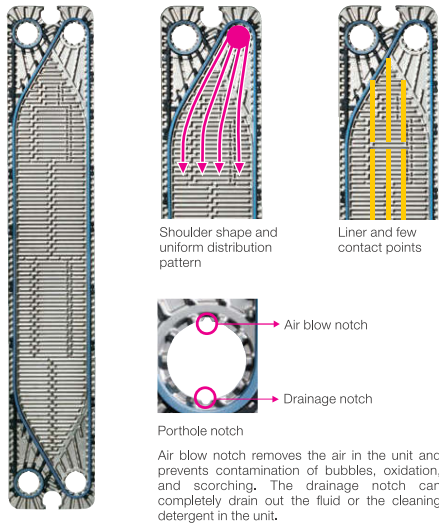 Shoulder shape and
uniform distribution
pattern
Liner and few
contact points
Air blow notch
Drainage notch
Porthole notch
Air blow notch removes the air in the unit and
prevents contamination of bubbles, oxidation,
and scorching. The drainage notch can
completely drain out the fluid or the cleaning
detergent in the unit.